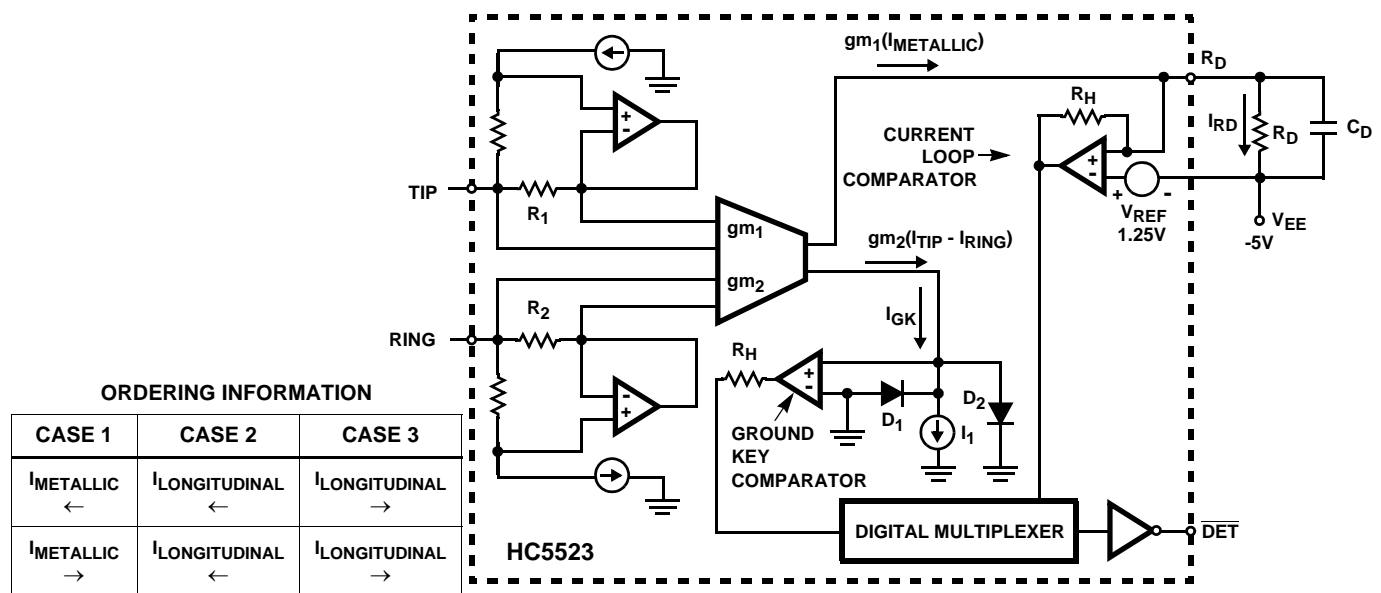 gm1(IMETALLIC)
RD
RH
CURRENT
LOOP
COMPARATOR
+
-
+
-
VREF
1.25V
IRD
RD
CD
VEE
-5V
+
-
TIP
R1
gm1
gm2
gm2(ITIP - IRING)
IGK
RING
R2
-
+
RH
+
-
D1
D2
I1
GROUND
KEY
COMPARATOR
DIGITAL MULTIPLEXER
DET
HC5523
ORDERING INFORMATION
CASE 1 CASE 2 CASE 3
IMETALLIC ILONGITUDINAL ILONGITUDINAL
← ← →
IMETALLIC ILONGITUDINAL ILONGITUDINAL
→ ← →